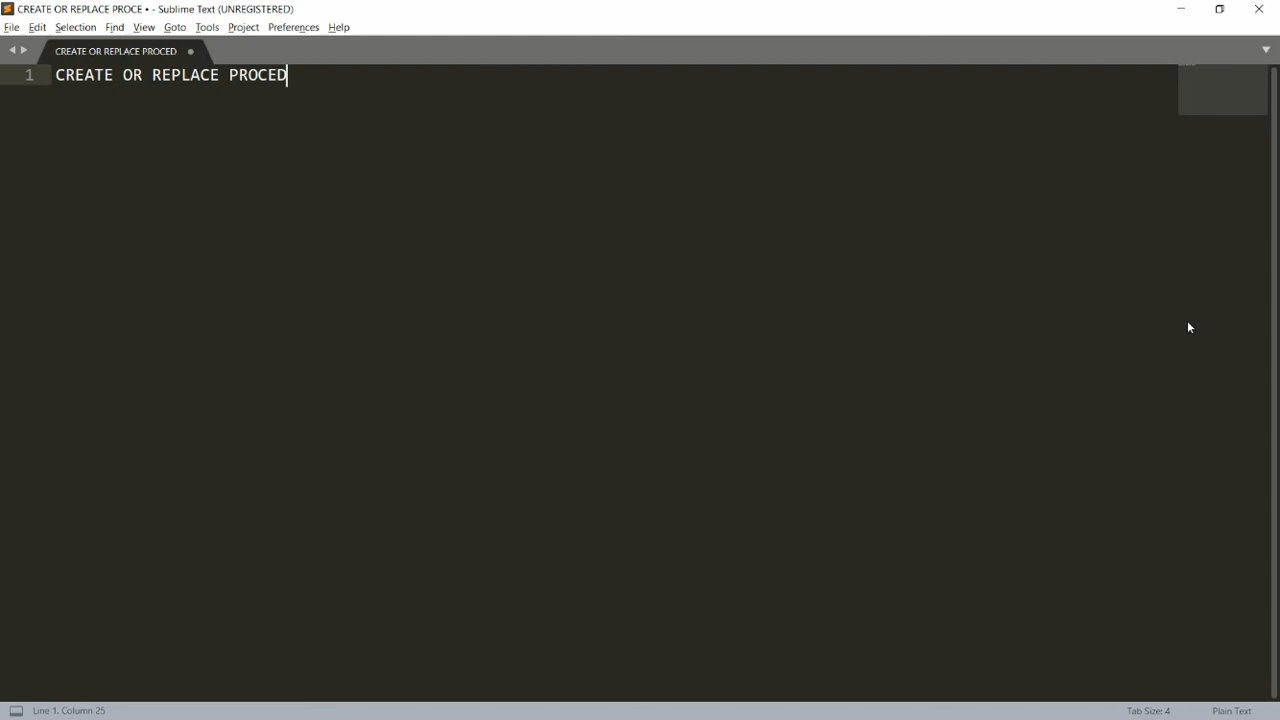 CREATE OR REPLACE PROCE • - Sublime Text (UNREGISTERED)
File Edit Selection Find View Goto Tools Project Preferences Help
CREATE OR REPLACE PROCED
1 CREATE OR REPLACE PROCED
Line 1, Column 25 Tab Size: 4 Plain Text